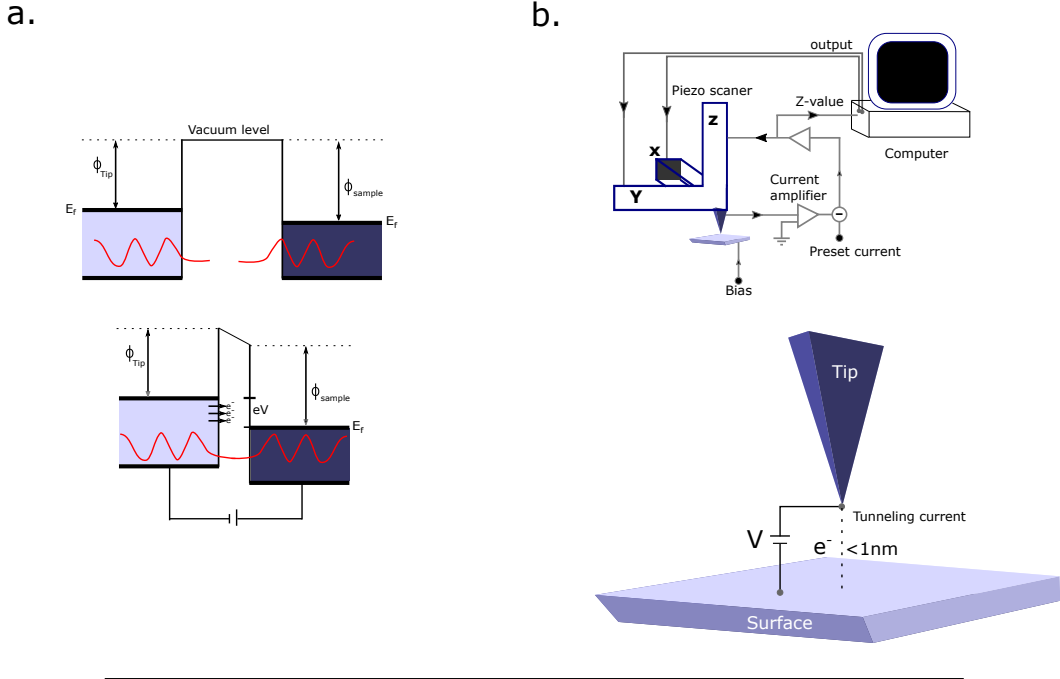 a.
Vacuum level
ϕTip
ϕsample
Ef
Ef
ϕTip
e-
e-
e-
eV
ϕsample
Ef
b.
output
Piezo scaner
Z-value
z
x
Computer
Y
Current
amplifier
-
Preset current
Bias
Tip
Tunneling current
V
e-
<1nm
Surface